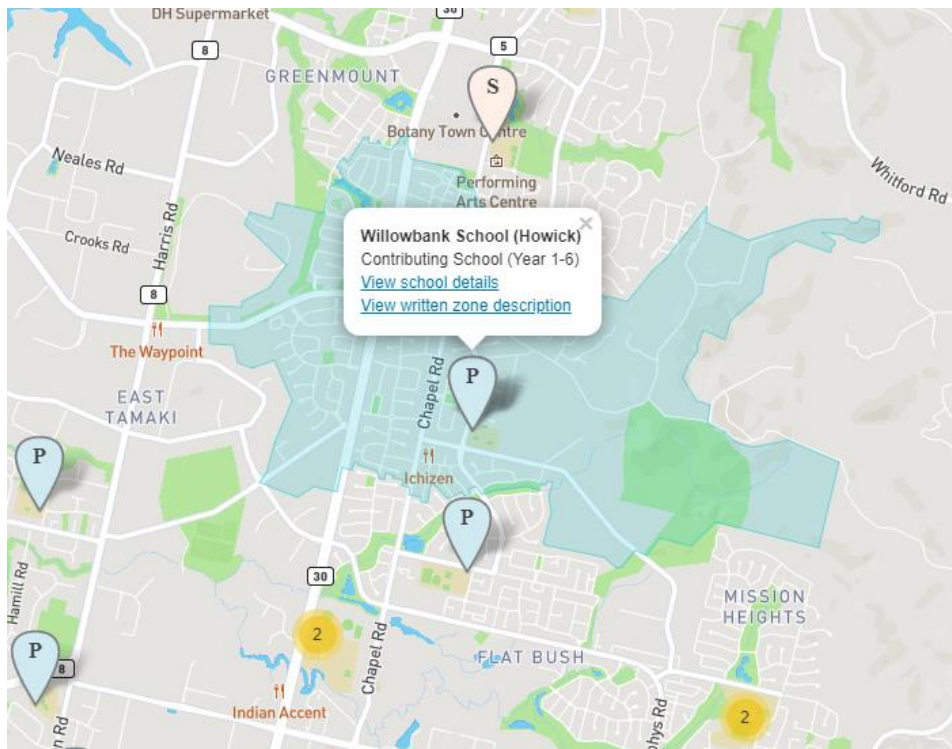 DH Supermarket
30
8
5
GREENMOUNT
S
Botany Town Centre
Neales Rd
Performing
Arts Centre
Whitford Rd
Harris Rd
Crooks Rd
Willowbank School (Howick)
×
Contributing School (Year 1-6)
View school details
View written zone description
8
The Waypoint
P
EAST
TAMAKI
Chapel Rd
P
Ichizen
P
Hamill Rd
30
MISSION
HEIGHTS
2
Chapel Rd
P
8
FLAT BUSH
Indian Accent
2